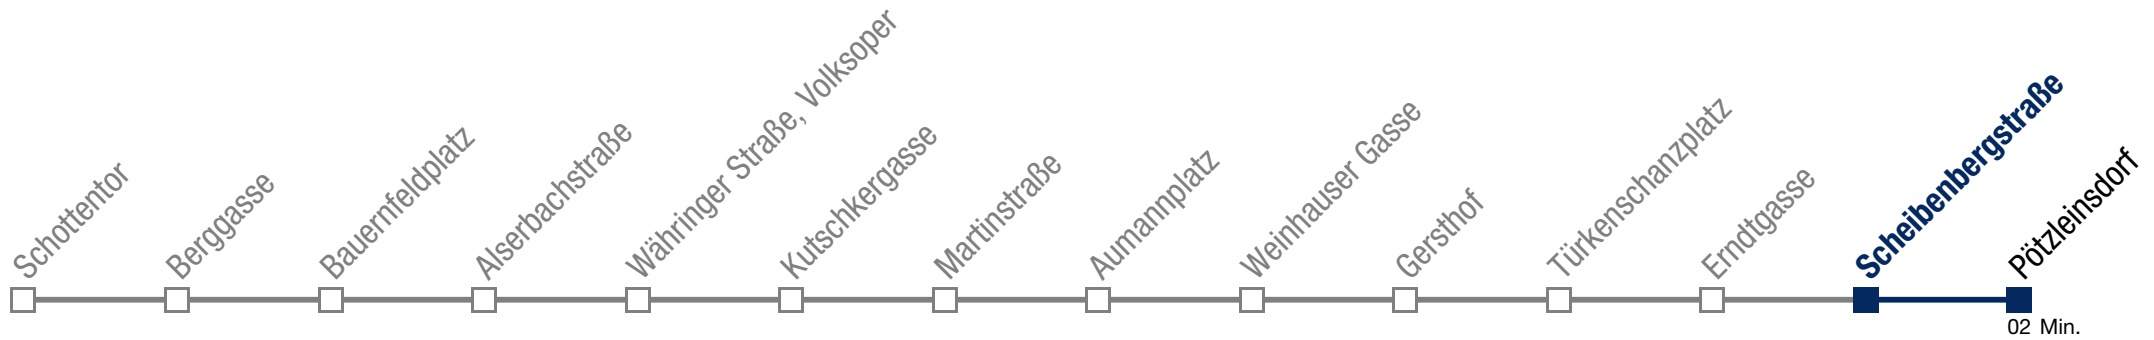 Schottentor
Berggasse
Bauernfeldplatz
Alserbachstraße
Währinger Straße, Volksoper
Kutschkergasse
Martinstraße
Aumannplatz
Weinhauser Gasse
Gersthof
Türkenschanzplatz
Erndtgasse
Scheibenbergstraße
Pötzleinsdorf
02 Min.